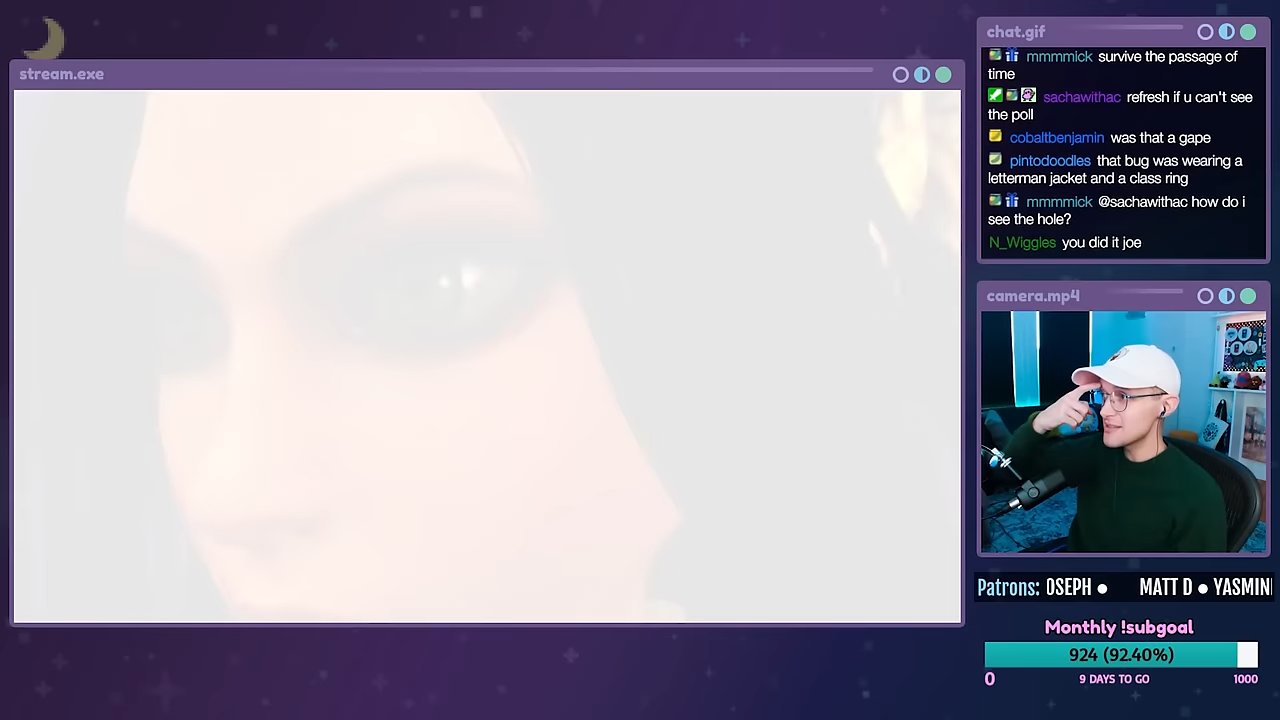 stream.exe
chat.gif
mmmmick survive the passage of
time
sachawithac refresh if u can't see
the poll
cobaltbenjamin was that a gape
pintodoodles that bug was wearing a
letterman jacket and a class ring
mmmmick @sachawithac how do i
see the hole?
N_Wiggles you did it joe
camera.mp4
Patrons: OSEPH ● MATT D ● YASMIN
Monthly !subgoal
924 (92.40%)
0 9 DAYS TO GO 1000